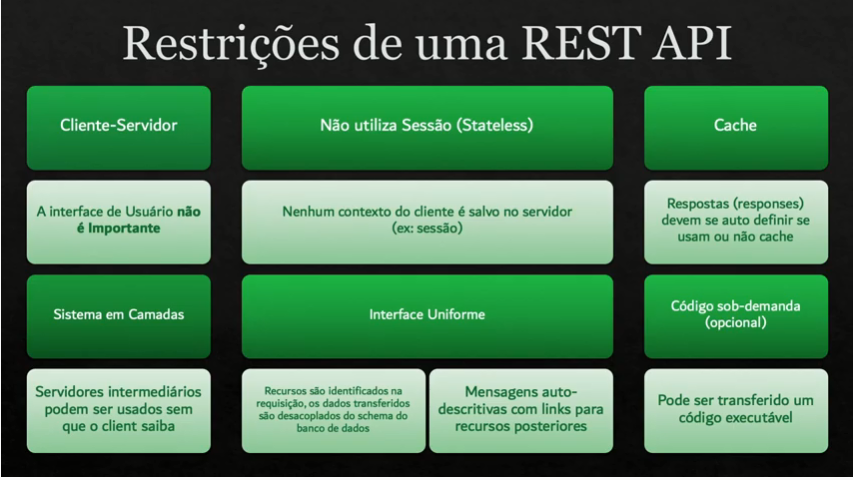 Restrições de uma REST API
Cliente-Servidor
Não utiliza Sessão (Stateless)
Cache
A interface de Usuário não
é Importante
Nenhum contexto do cliente é salvo no servidor
(ex: sessão)
Respostas (responses)
devem se auto definir se
usam ou não cache
Sistema em Camadas
Interface Uniforme
Código sob-demanda
(opcional)
Servidores intermediários
podem ser usados sem
que o client saiba
Recursos são identificados na
requisição, os dados transferidos
são desacoplados do schema do
banco de dados
Mensagens auto-
descritivas com links para
recursos posteriores
Pode ser transferido um
código executável